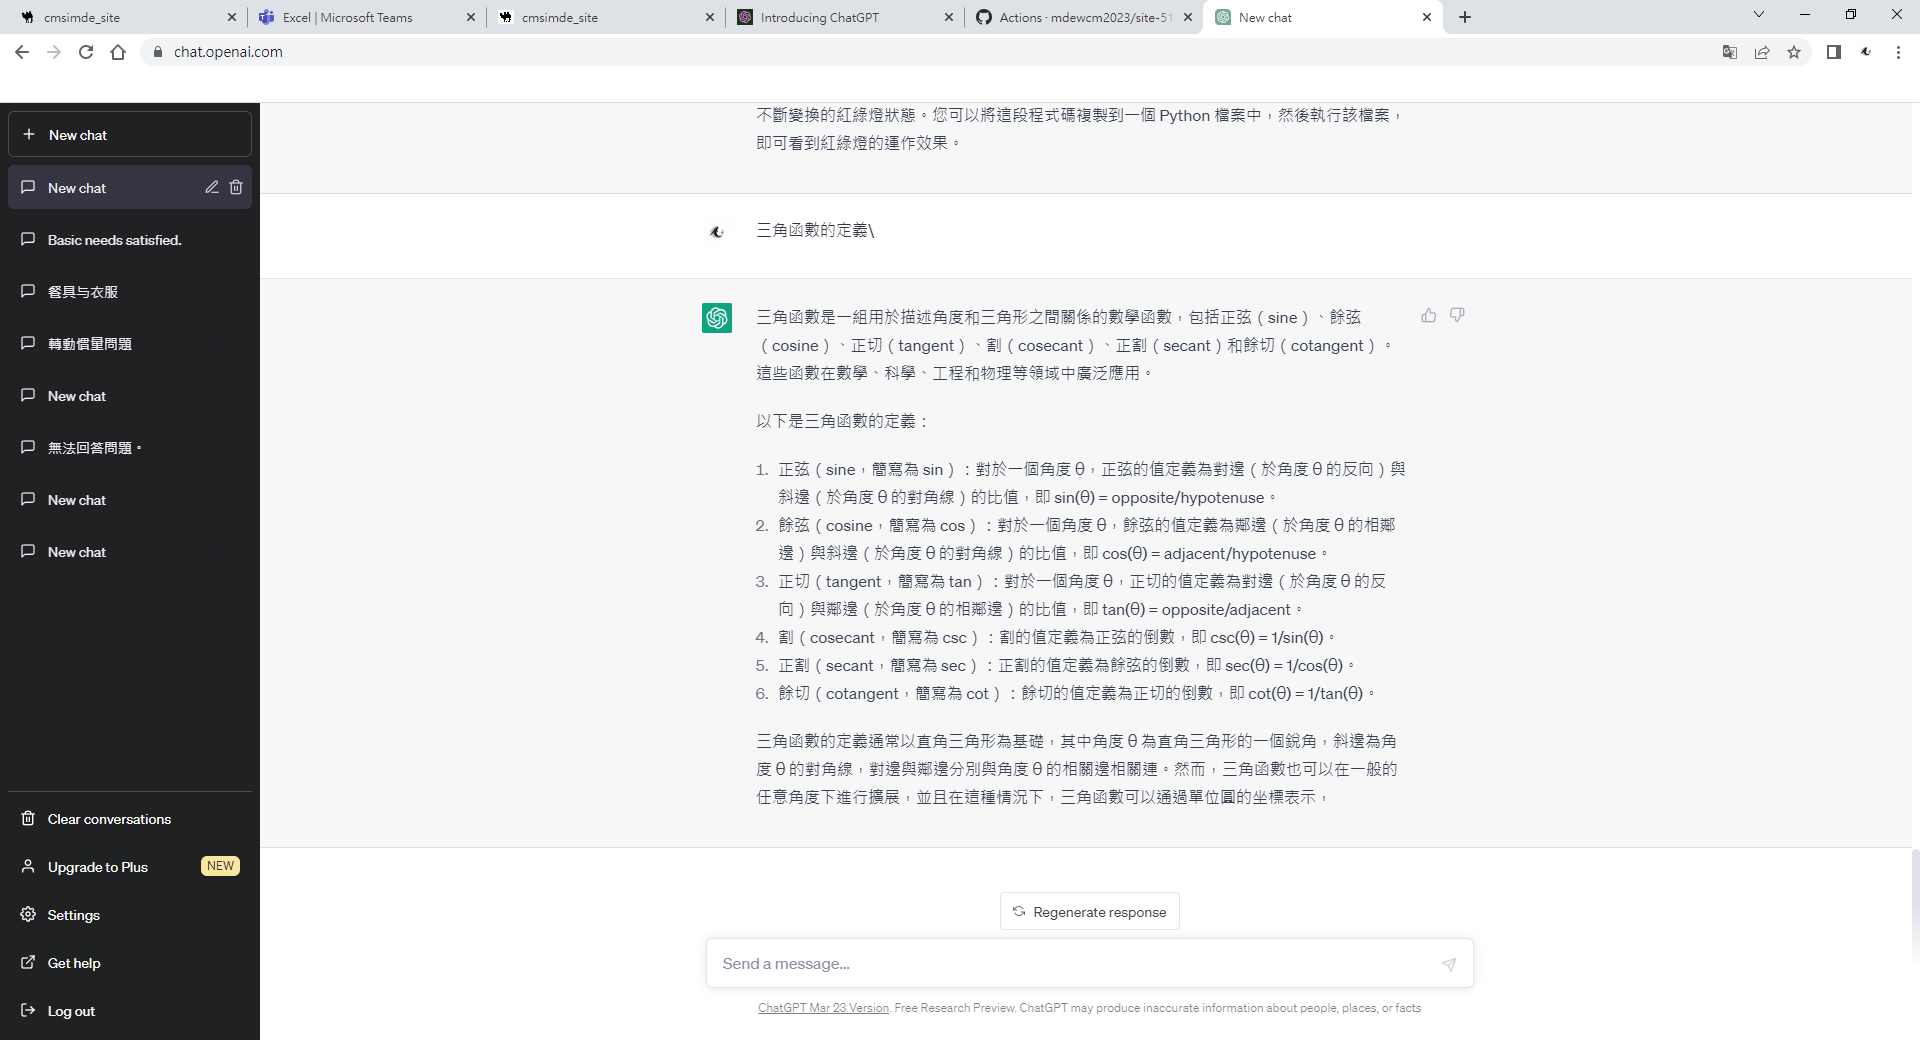 cmsimde_site
Excel | Microsoft Teams
cmsimde_site
Introducing ChatGPT
Actions · mdewcm2023/site-51
New chat
chat.openai.com
New chat
New chat
Basic needs satisfied.
餐具与衣服
轉動慣量問題
New chat
無法回答問題。
New chat
New chat
Clear conversations
Upgrade to Plus
NEW
Settings
Get help
Log out
不斷變換的紅綠燈狀態。您可以將這段程式碼複製到一個 Python 檔案中，然後執行該檔案，
即可看到紅綠燈的運作效果。
三角函數的定義\
三角函數是一組用於描述角度和三角形之間關係的數學函數，包括正弦（sine）、餘弦
（cosine）、正切（tangent）、割（cosecant）、正割（secant）和餘切（cotangent）。
這些函數在數學、科學、工程和物理等領域中廣泛應用。
以下是三角函數的定義：
1. 正弦（sine，簡寫為 sin）：對於一個角度 θ，正弦的值定義為對邊（於角度 θ 的反向）與
斜邊（於角度 θ 的對角線）的比值，即 sin(θ) = opposite/hypotenuse。
2. 餘弦（cosine，簡寫為 cos）：對於一個角度 θ，餘弦的值定義為鄰邊（於角度 θ 的相鄰
邊）與斜邊（於角度 θ 的對角線）的比值，即 cos(θ) = adjacent/hypotenuse。
3. 正切（tangent，簡寫為 tan）：對於一個角度 θ，正切的值定義為對邊（於角度 θ 的反
向）與鄰邊（於角度 θ 的相鄰邊）的比值，即 tan(θ) = opposite/adjacent。
4. 割（cosecant，簡寫為 csc）：割的值定義為正弦的倒數，即 csc(θ) = 1/sin(θ)。
5. 正割（secant，簡寫為 sec）：正割的值定義為餘弦的倒數，即 sec(θ) = 1/cos(θ)。
6. 餘切（cotangent，簡寫為 cot）：餘切的值定義為正切的倒數，即 cot(θ) = 1/tan(θ)。
三角函數的定義通常以直角三角形為基礎，其中角度 θ 為直角三角形的一個銳角，斜邊為角
度 θ 的對角線，對邊與鄰邊分別與角度 θ 的相關邊相關連。然而，三角函數也可以在一般的
任意角度下進行擴展，並且在這種情況下，三角函數可以通過單位圓的坐標表示，
Regenerate response
Send a message...
ChatGPT Mar 23 Version. Free Research Preview. ChatGPT may produce inaccurate information about people, places, or facts